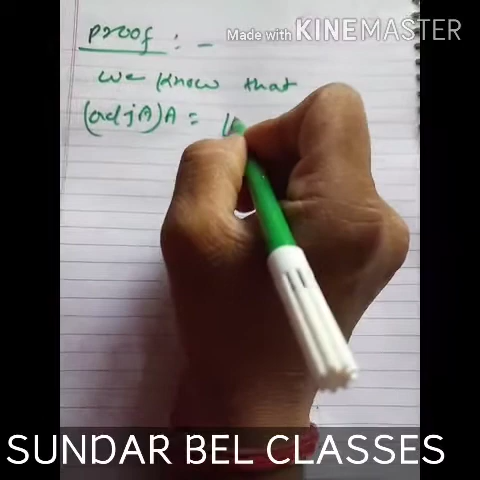 Made with KINEMASTER
proof : -
we know that
(adjA)A =
SUNDAR BEL CLASSES